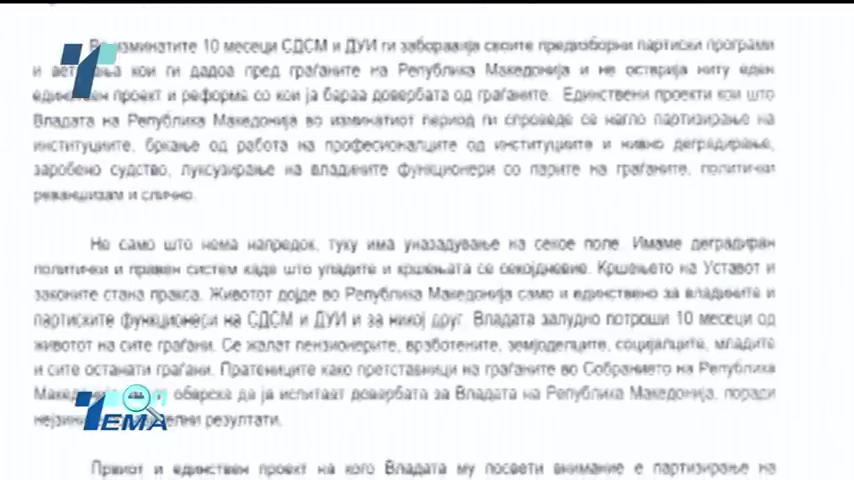 Во изминатите 10 месеци СДСМ и ДУИ ги заборавија своите предизборни партиски програми
и ветувања кои ги дадоа пред граѓаните на Република Македонија и не остварија ниту еден
единствен проект и реформа со кои ја бараа довербата од граѓаните. Единствени проекти кои што
Владата на Република Македонија во изминатиот период ги спроведе се нагло партизирање на
институциите, бркање од работа на професионалците од институциите и нивно деградирање,
заробено судство, луксузирање на владините функционери со парите на граѓаните, политички
реваншизам и слично.
Не само што нема напредок, туку има уназадување на секое поле. Имаме деградиран
политички и правен систем каде што упадите и кршењата се секојдневие. Кршењето на Уставот и
законите стана пракса. Животот дојде во Република Македонија само и единствено за владините и
партиските функционери на СДСМ и ДУИ и за никој друг. Владата залудно потроши 10 месеци од
животот на сите граѓани. Се жалат пензионерите, вработените, земјоделците, социјалците, младите
и сите останати граѓани. Пратениците како претставници на граѓаните во Собранието на Република
обврска да ја испитаат довербата за Владата на Република Македонија, поради
резултати.
ТЕМА
Првиот и единствен проект на кого Владата му посвети внимание е партизирање на